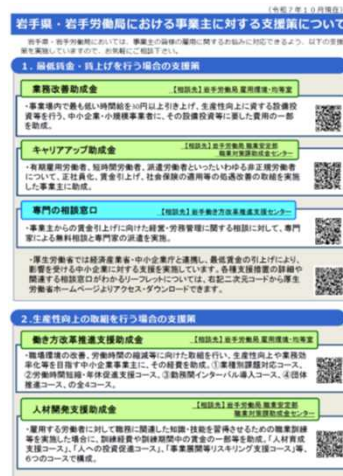 (令和７年１０月現在)
岩手県・岩手労働局における事業主に対する支援策について
岩手県・岩手労働局においては、事業主の皆様の雇用に関するお悩みに対応できるよう、以下の支援
策を設けていますので、お気軽にご相談下さい。
１．最低賃金・賃上げを行う場合の支援策
業務改善助成金 【相談先】岩手労働局 雇用環境・均等室
・事業場内で最も低い時間給を30円以上引き上げ、生産性向上に資する設備投
資等を行う、中小企業・小規模事業者に、その設備投資等に要した費用の一部
を助成。
キャリアアップ助成金 【相談先】岩手労働局 職業安定部
職業対策課助成金センター
・有期雇用労働者、短時間労働者、派遣労働者といったいわゆる非正規労働者
について、正社員化、賃金引上げ、社会保険の適用等の処遇改善の取組を実施
した事業主に助成。
専門の相談窓口 【相談先】岩手働き方改革推進支援センター
・事業主からの賃金引上げに向けた経営・労務管理に関する相談に対して、専門
家による無料相談と専門家の派遣を実施。
・厚生労働省では経済産業省・中小企業庁と連携し、最低賃金の引上げにより、
影響を受ける中小企業に対する支援を実施しています。各種支援措置の詳細や
関連する相談窓口がわかるリーフレットについては、右記二次元コードから厚生
労働省ホームページよりアクセス・ダウンロードできます。
２.生産性向上の取組を行う場合の支援策
働き方改革推進支援助成金 【相談先】岩手労働局 雇用環境・均等室
・職場環境の改善、労働時間の縮減等に向けた取組を行い、生産性向上や業務効
率化等を目指す中小企業事業主に、その経費を助成。①業種別課題対応コース、
②労働時間短縮・年休促進支援コース、③勤務間インターバル導入コース、④団体
推進コース、の全4コース。
人材開発支援助成金 【相談先】岩手労働局 職業安定部
職業対策課助成金センター
・雇用する労働者に対して職務に関連した知識・技能を習得させるための職業訓練
等を実施した場合に、訓練経費や訓練期間中の賃金の一部等を助成。「人材育成
支援コース」、「人への投資促進コース」、「事業展開等リスキリング支援コース」等、
６つのコースで構成。